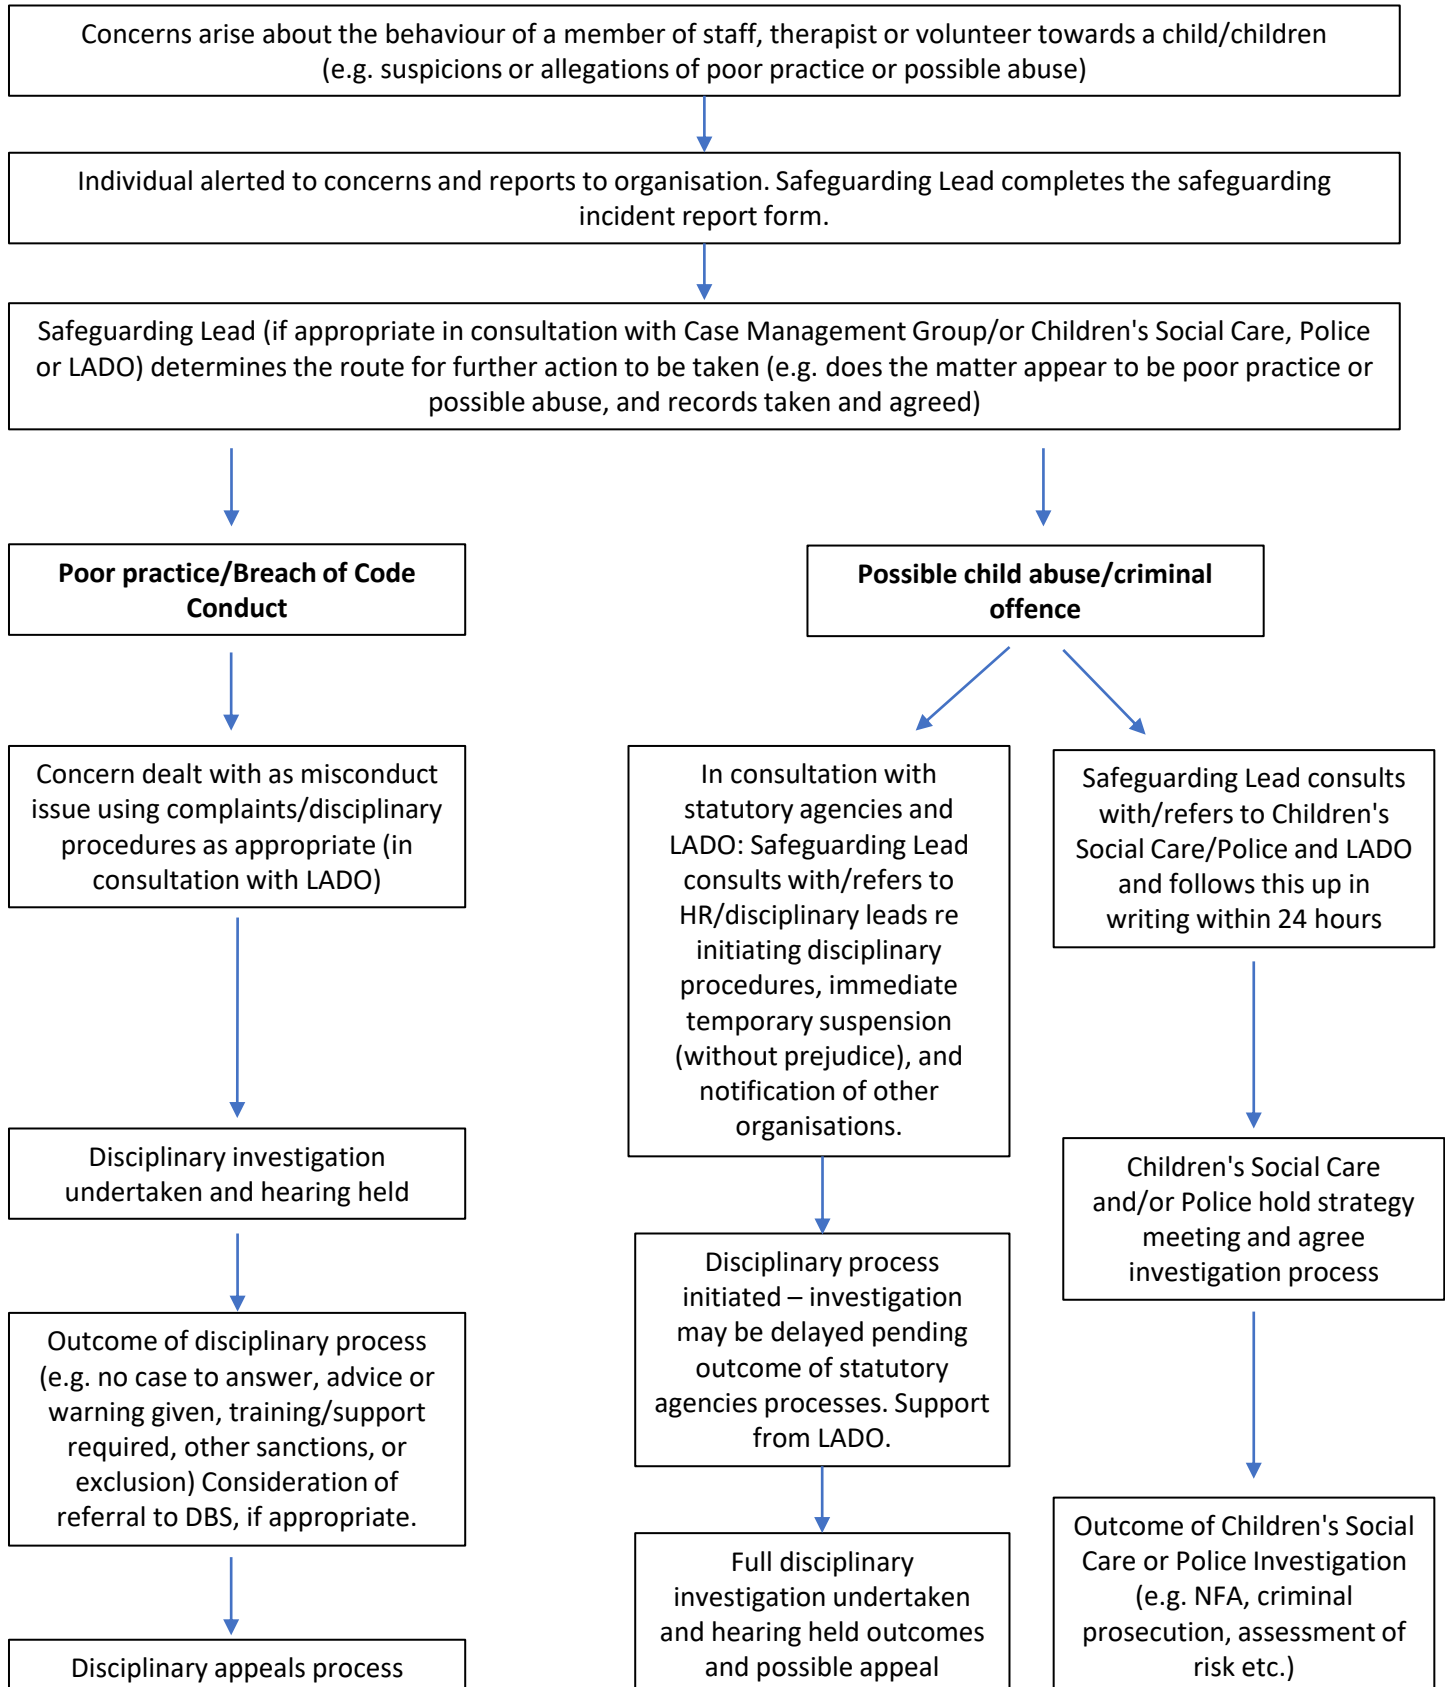 Concerns arise about the behaviour of a member of staff, therapist or volunteer towards a child/children
(e.g. suspicions or allegations of poor practice or possible abuse)
Individual alerted to concerns and reports to organisation. Safeguarding Lead completes the safeguarding
incident report form.
Safeguarding Lead (if appropriate in consultation with Case Management Group/or Children's Social Care, Police
or LADO) determines the route for further action to be taken (e.g. does the matter appear to be poor practice or
possible abuse, and records taken and agreed)
Poor practice/Breach of Code
Conduct
Possible child abuse/criminal
offence
Concern dealt with as misconduct
issue using complaints/disciplinary
procedures as appropriate (in
consultation with LADO)
In consultation with
statutory agencies and
LADO: Safeguarding Lead
consults with/refers to
HR/disciplinary leads re
initiating disciplinary
procedures, immediate
temporary suspension
(without prejudice), and
notification of other
organisations.
Safeguarding Lead consults
with/refers to Children's
Social Care/Police and LADO
and follows this up in
writing within 24 hours
Disciplinary investigation
undertaken and hearing held
Children's Social Care
and/or Police hold strategy
meeting and agree
investigation process
Disciplinary process
initiated – investigation
may be delayed pending
outcome of statutory
agencies processes. Support
from LADO.
Outcome of disciplinary process
(e.g. no case to answer, advice or
warning given, training/support
required, other sanctions, or
exclusion) Consideration of
referral to DBS, if appropriate.
Full disciplinary
investigation undertaken
and hearing held outcomes
and possible appeal
Outcome of Children's Social
Care or Police Investigation
(e.g. NFA, criminal
prosecution, assessment of
risk etc.)
Disciplinary appeals process